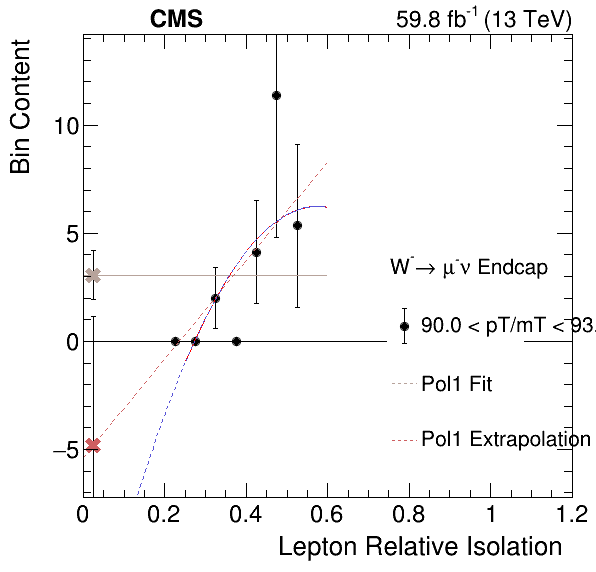 CMS 59.8 fb⁻¹ (13 TeV)
Bin Content
10
5
0
−5
W⁻→ μ⁻ν Endcap
90.0 < pT/mT < 93.
Pol1 Fit
Pol1 Extrapolation
0 0.2 0.4 0.6 0.8 1 1.2
Lepton Relative Isolation